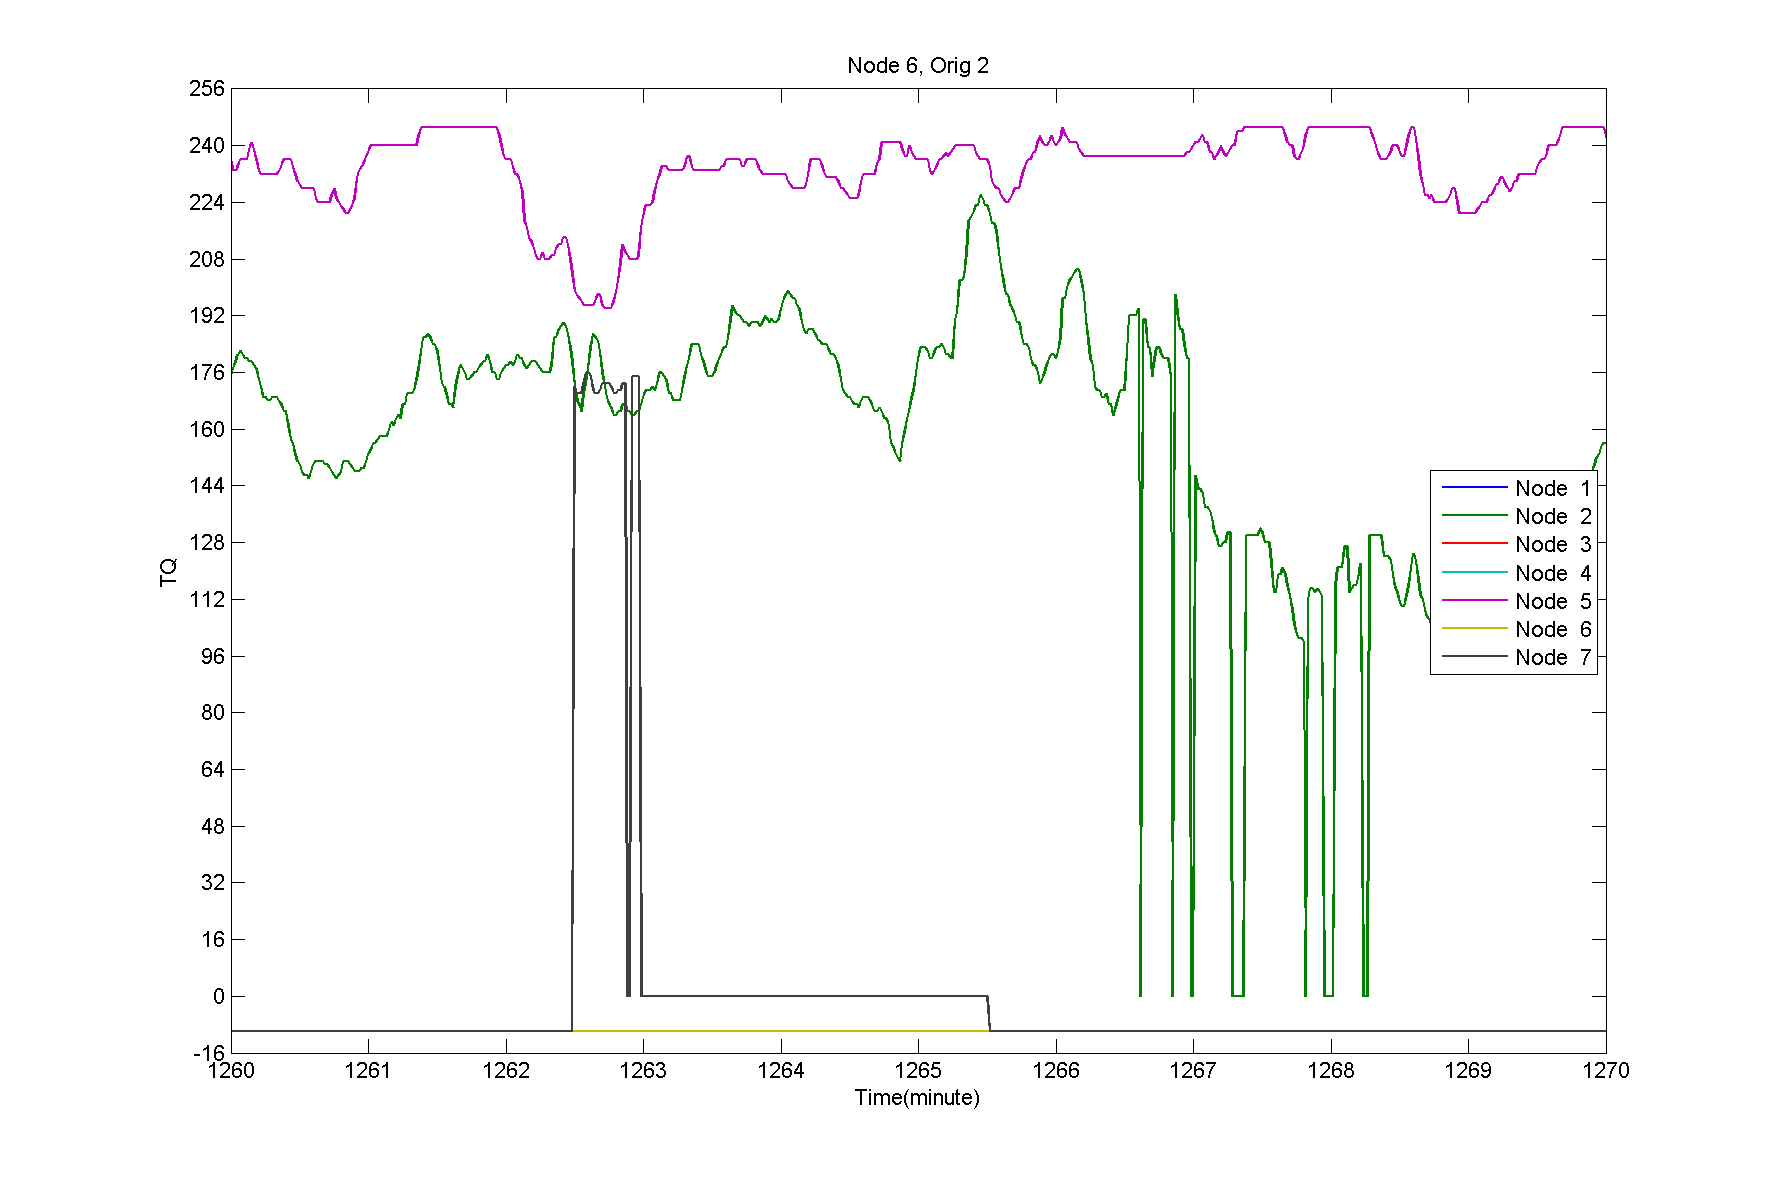 Node 6, Orig 2
256
240
224
208
192
176
160
144
128
112
96
80
64
48
32
16
0
-16
TQ
Node 1
Node 2
Node 3
Node 4
Node 5
Node 6
Node 7
1260 1261 1262 1263 1264 1265 1266 1267 1268 1269 1270
Time(minute)